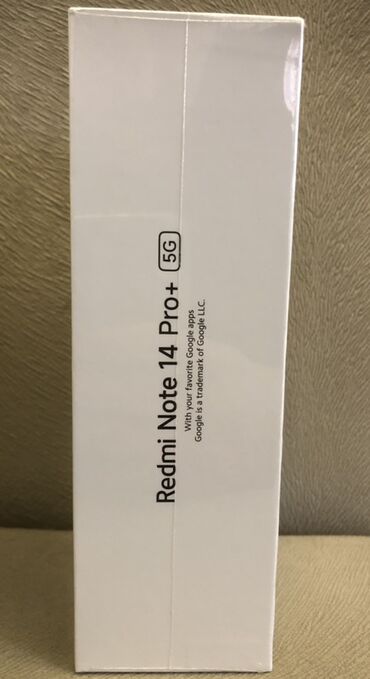 Redmi Note 14 Pro+ 5G
With your favorite Google apps
Google is a trademark of Google LLC.